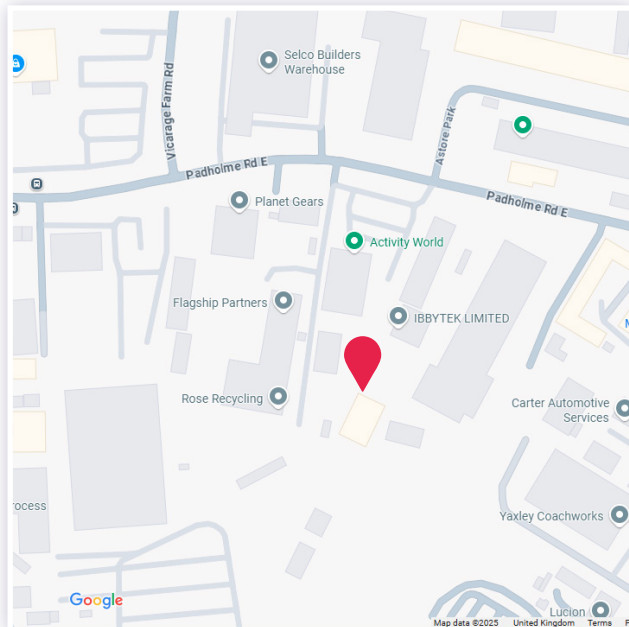 Selco Builders
Warehouse
Vicarage Farm Rd
Astore Park
Padholme Rd E
Padholme Rd E
Planet Gears
Activity World
Flagship Partners
IBBYTEK LIMITED
Rose Recycling
Carter Automotive
Services
rocess
Yaxley Coachworks
Google
Lucion
Map data ©2025 United Kingdom Terms